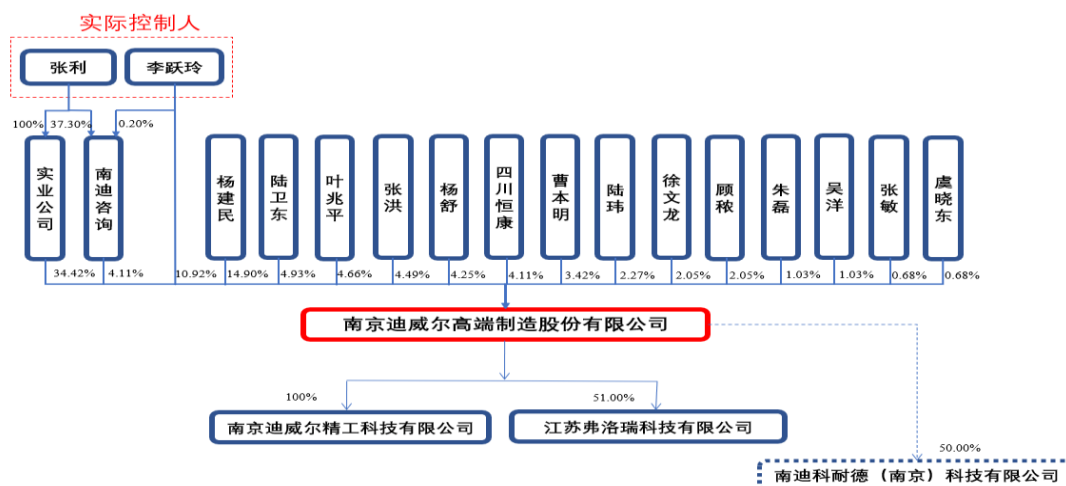 实际控制人
张利
李跃玲
100%
37.30%
0.20%
实业公司
南迪咨询
杨建民
陆卫东
叶兆平
张洪
杨舒
四川恒康
曹本明
陆玮
徐文龙
顾秾
朱磊
吴洋
张敏
虞晓东
34.42%
4.11%
10.92%
14.90%
4.93%
4.66%
4.49%
4.25%
4.11%
3.42%
2.27%
2.05%
2.05%
1.03%
1.03%
0.68%
0.68%
南京迪威尔高端制造股份有限公司
100%
51.00%
南京迪威尔精工科技有限公司
江苏弗洛瑞科技有限公司
50.00%
南迪科耐德（南京）科技有限公司